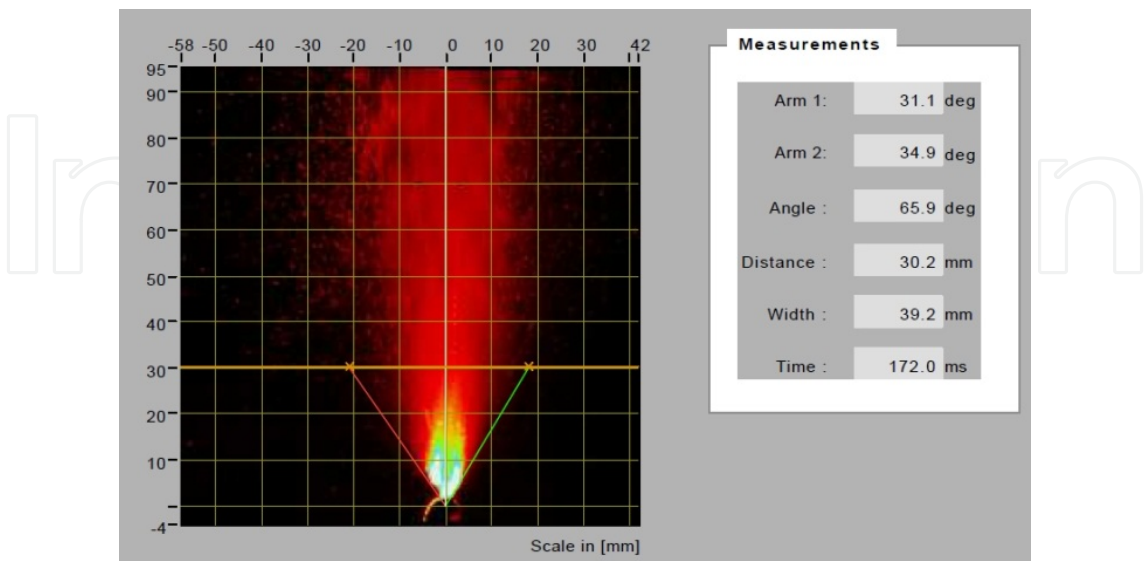 -58 -50 -40 -30 -20 -10 0 10 20 30 42
95
90
80
70
60
50
40
30
20
10
-4
Scale in [mm]
Measurements
Arm 1: 31.1 deg
Arm 2: 34.9 deg
Angle : 65.9 deg
Distance : 30.2 mm
Width : 39.2 mm
Time : 172.0 ms